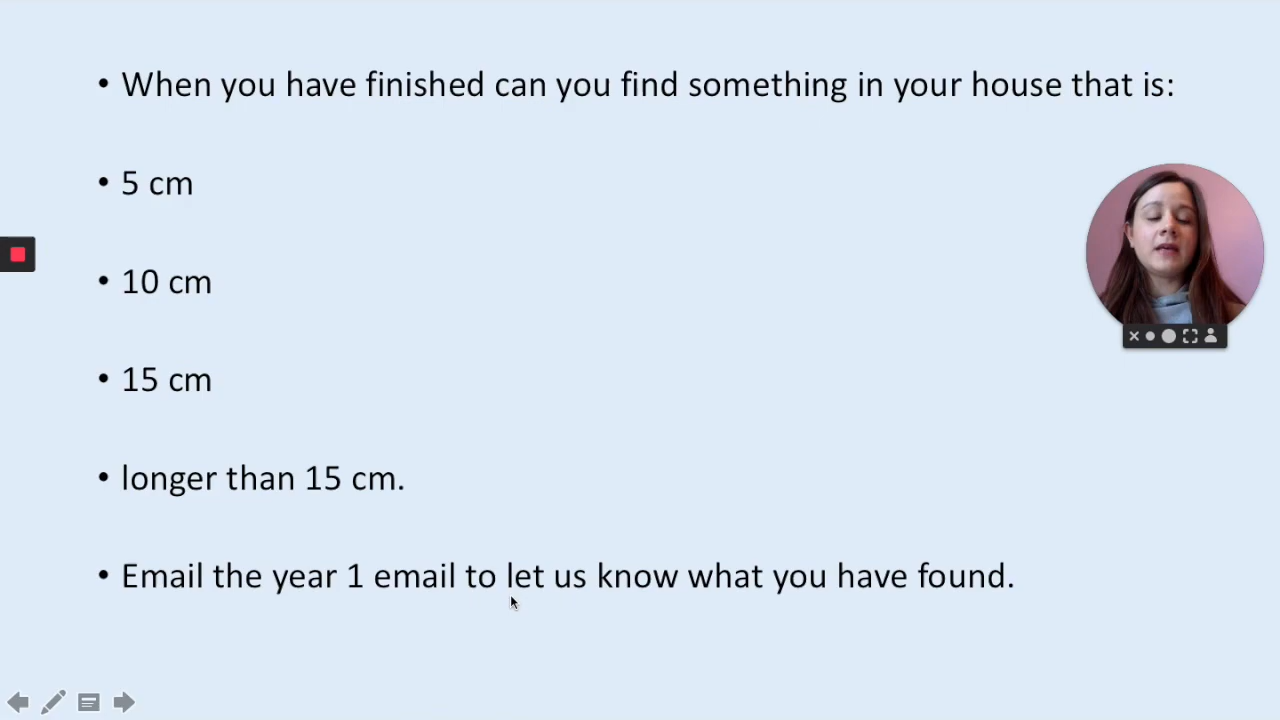 • When you have finished can you find something in your house that is:
• 5 cm
• 10 cm
• 15 cm
• longer than 15 cm.
• Email the year 1 email to let us know what you have found.